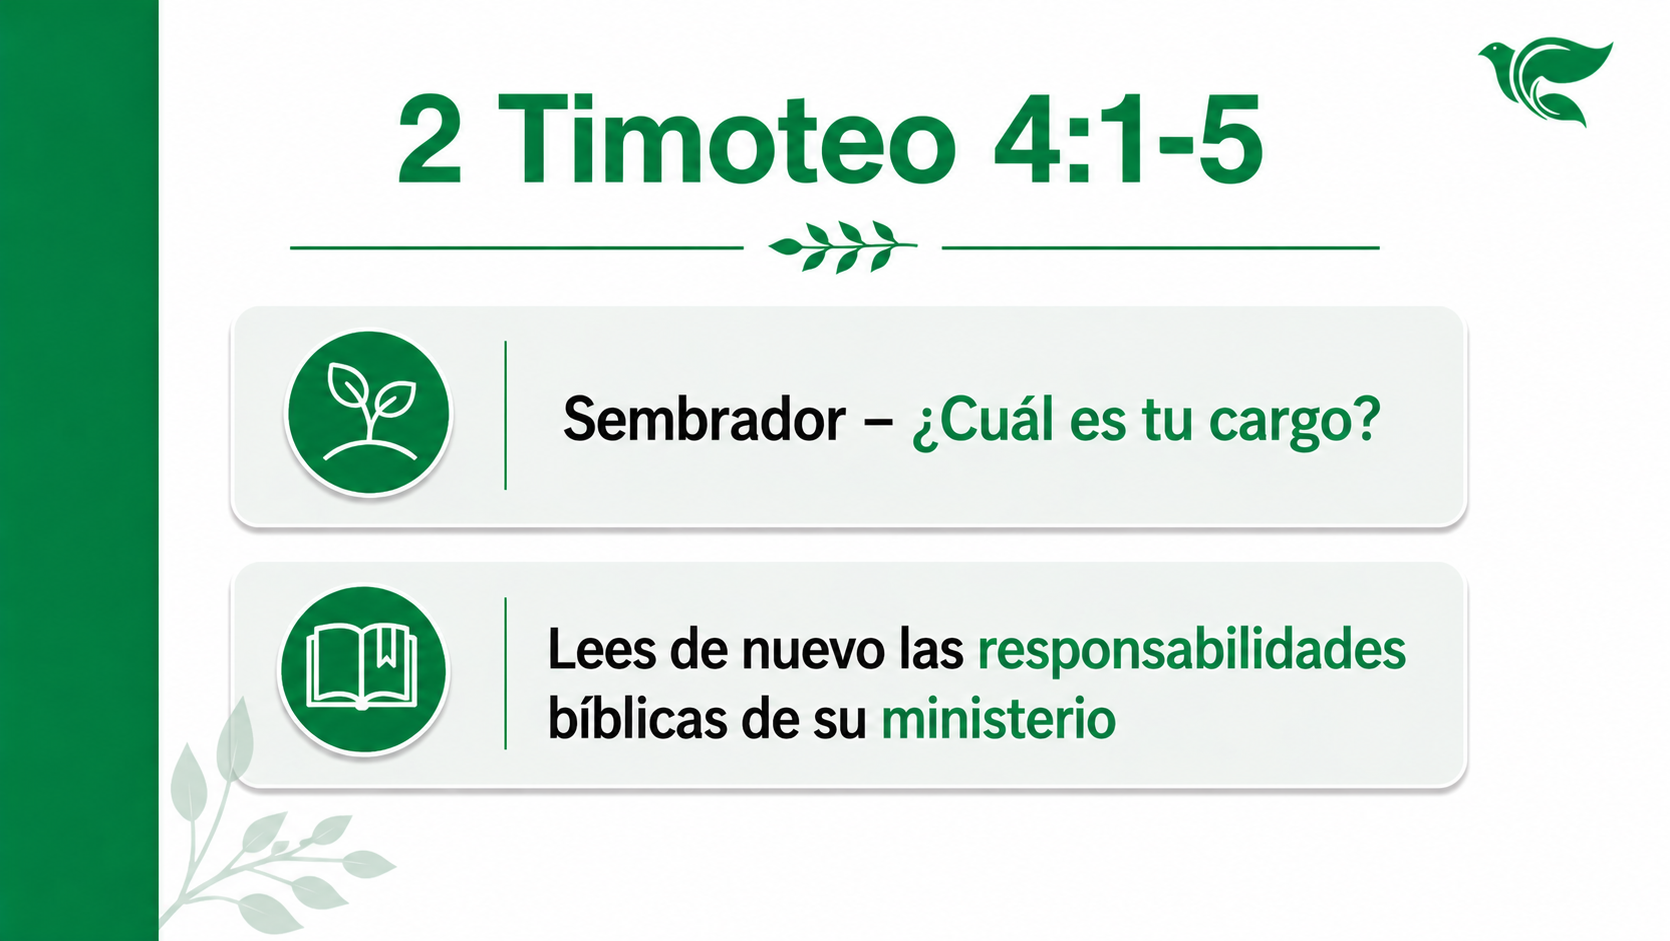 2 Timoteo 4:1-5
Sembrador – ¿Cuál es tu cargo?
Lees de nuevo las responsabilidades
bíblicas de su ministerio